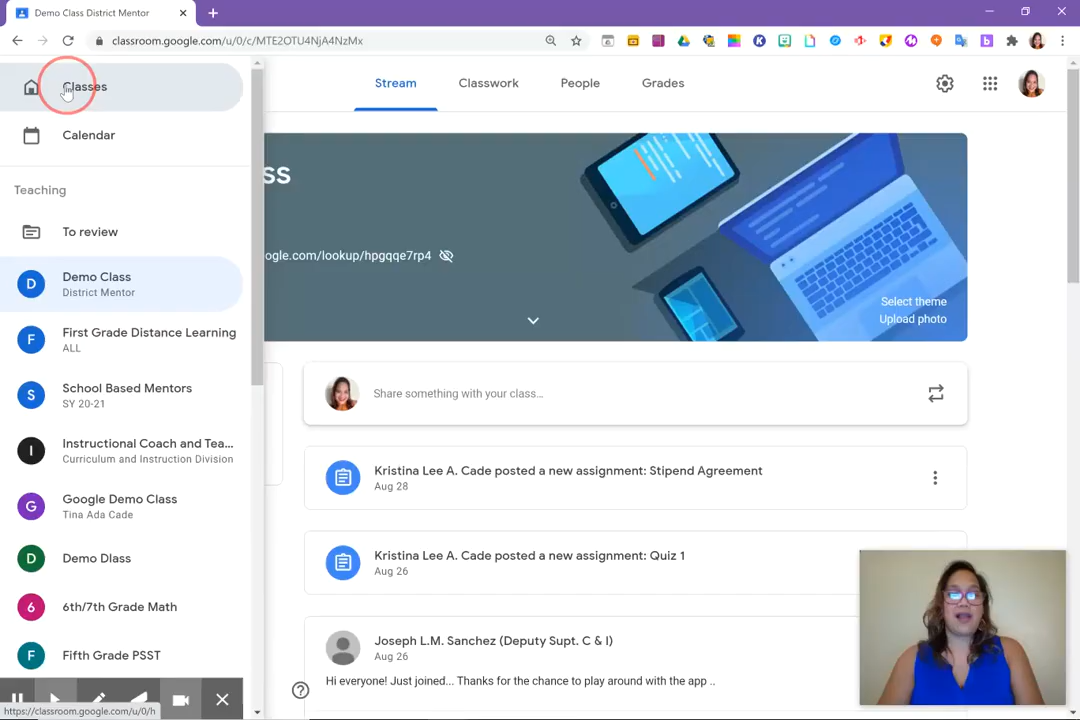 Demo Class District Mentor
classroom.google.com/u/0/c/MTE2OTU4NjA4NzMx
Classes
Calendar
Teaching
To review
D
Demo Class
District Mentor
F
First Grade Distance Learning
ALL
S
School Based Mentors
SY 20-21
I
Instructional Coach and Tea...
Curriculum and Instruction Division
G
Google Demo Class
Tina Ada Cade
D
Demo Dlass
6
6th/7th Grade Math
F
Fifth Grade PSST
https://classroom.google.com/u/0/h
Stream
Classwork
People
Grades
ss
ogle.com/lookup/hpgqqe7rp4
Select theme
Upload photo
Share something with your class...
Kristina Lee A. Cade posted a new assignment: Stipend Agreement
Aug 28
Kristina Lee A. Cade posted a new assignment: Quiz 1
Aug 26
Joseph L.M. Sanchez (Deputy Supt. C & I)
Aug 26
Hi everyone! Just joined... Thanks for the chance to play around with the app ..